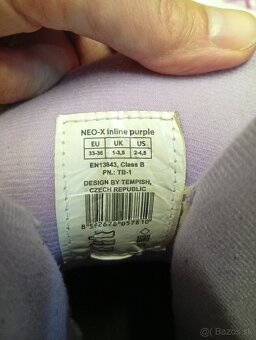 NEO-X inline purple
EU UK US
33-36 1-3,5 2-4,5
EN13843, Class B
PN.: TB-1
DESIGN BY TEMPISH,
CZECH REPUBLIC
Bazar.sk